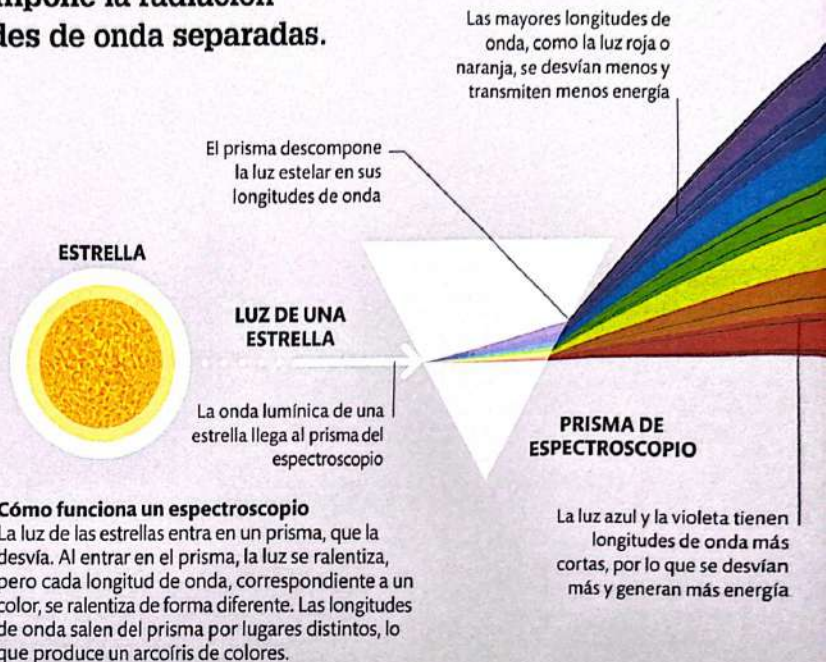 des de onda separadas.
Las mayores longitudes de
onda, como la luz roja o
naranja, se desvían menos y
transmiten menos energía
El prisma descompone
la luz estelar en sus
longitudes de onda
ESTRELLA
LUZ DE UNA
ESTRELLA
La onda lumínica de una
estrella llega al prisma del
espectroscopio
PRISMA DE
ESPECTROSCOPIO
La luz azul y la violeta tienen
longitudes de onda más
cortas, por lo que se desvían
más y generan más energía
Cómo funciona un espectroscopio
La luz de las estrellas entra en un prisma, que la
desvía. Al entrar en el prisma, la luz se ralentiza,
pero cada longitud de onda, correspondiente a un
color, se ralentiza de forma diferente. Las longitudes
de onda salen del prisma por lugares distintos, lo
que produce un arcoíris de colores.